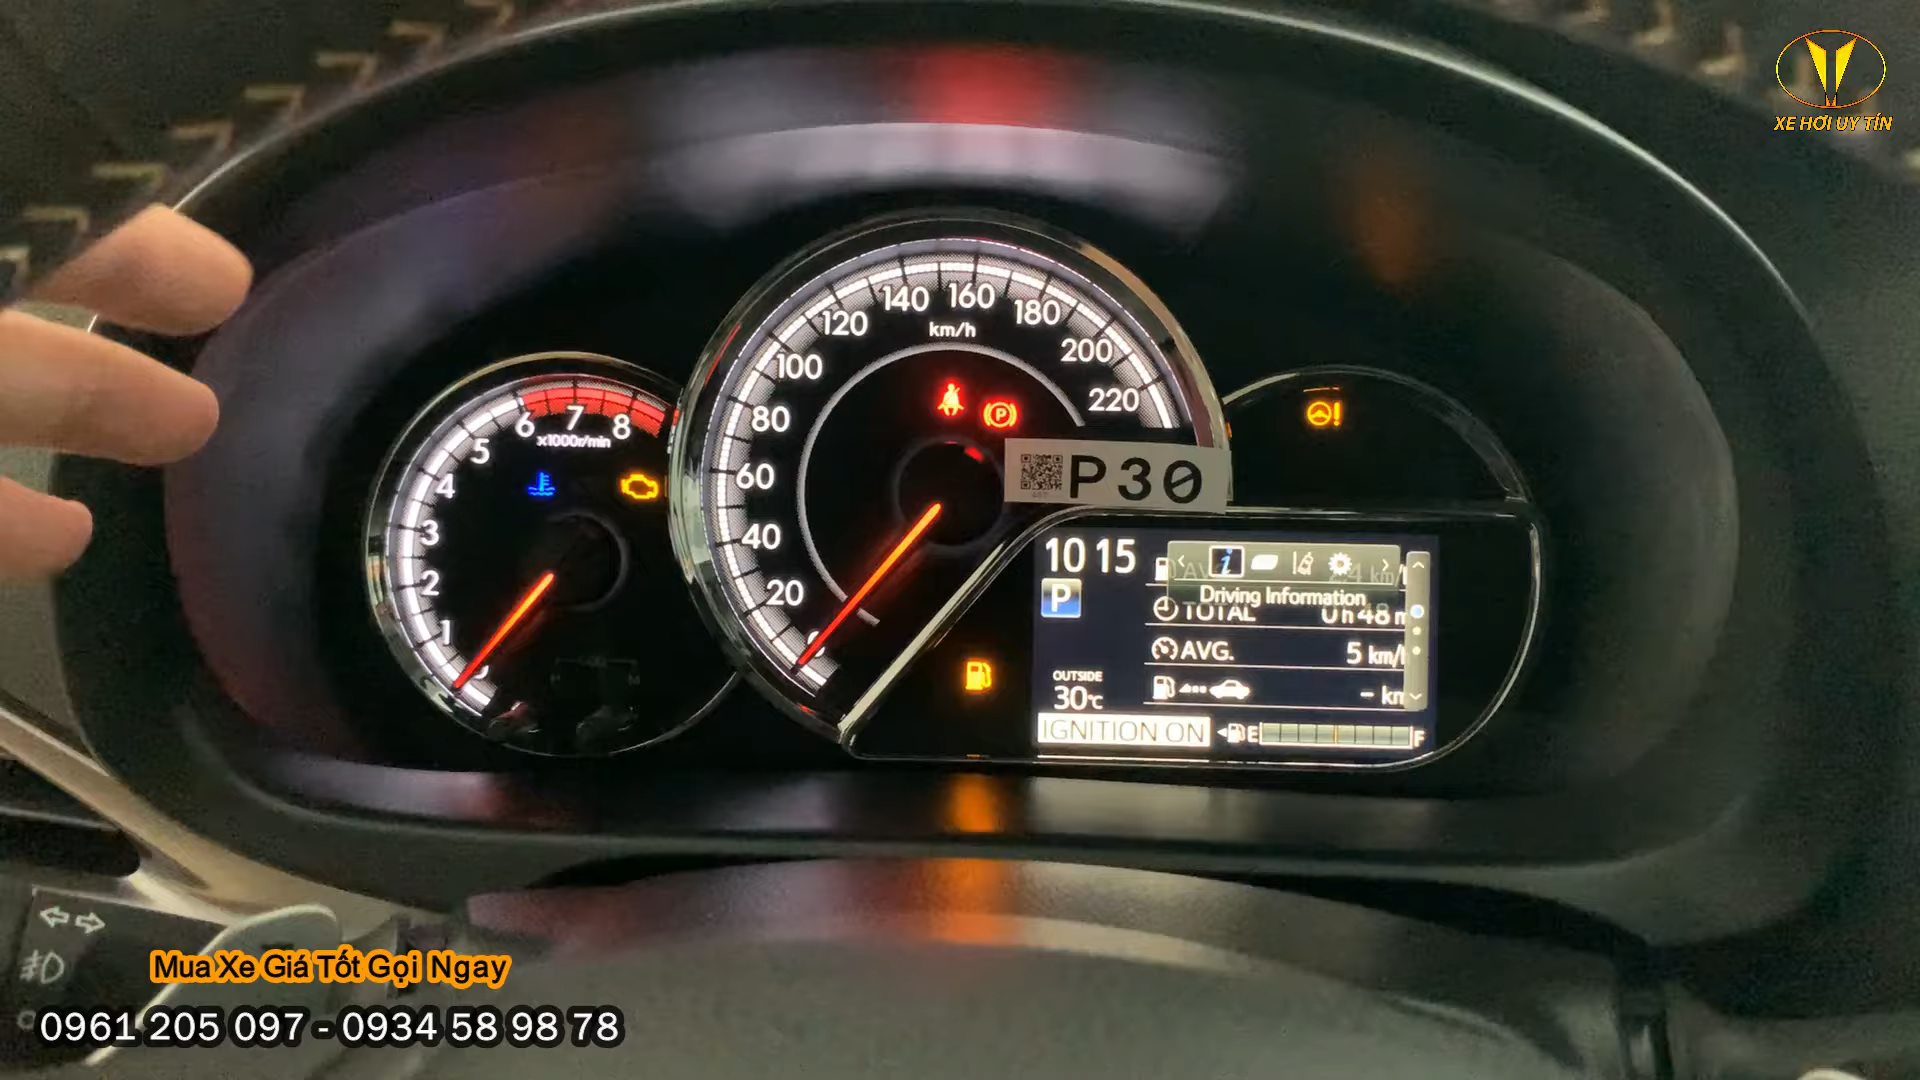 XE HƠI UY TÍN
140 160
120 180
km/h
100 200
80 220
60
40
20
6 7 8
x1000r/min
5
4
3
2
1
P
P30
10 15
Driving Information
P
TOTAL 0h48m
AVG. 5 km/h
OUTSIDE
30°C
- km
IGNITION ON
E F
Mua Xe Giá Tốt Gọi Ngay
0961 205 097 - 0934 58 98 78